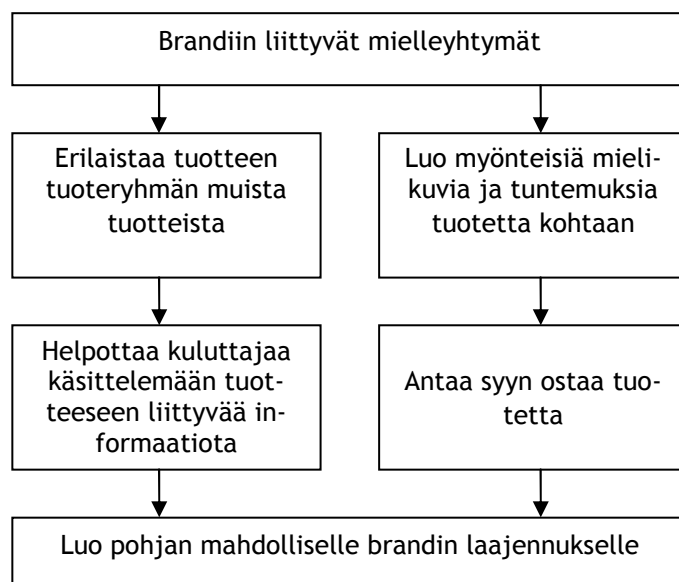 Brandiin liittyvät mielleyhtymät
Erilaistaa tuotteen
tuoteryhmän muista
tuotteista
Luo myönteisiä mieli-
kuvia ja tuntemuksia
tuotetta kohtaan
Helpottaa kuluttajaa
käsittelemään tuot-
teeseen liittyvää in-
formaatiota
Antaa syyn ostaa tuo-
tetta
Luo pohjan mahdolliselle brandin laajennukselle